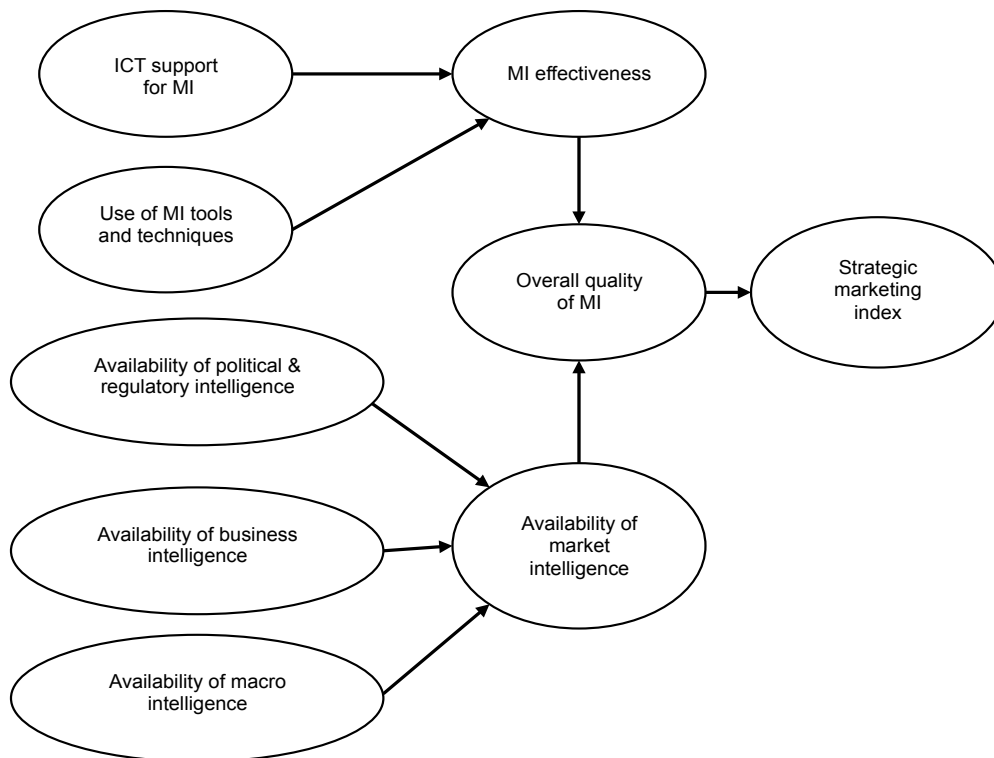 ICT support
for MI
MI effectiveness
Use of MI tools
and techniques
Overall quality
of MI
Strategic
marketing
index
Availability of political &
regulatory intelligence
Availability of business
intelligence
Availability of
market
intelligence
Availability of macro
intelligence